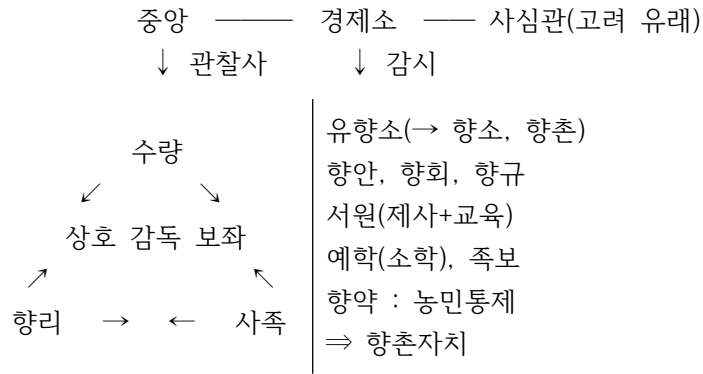 중앙 ──── 경제소 ── 사심관(고려 유래)
↓ 관찰사 ↓ 감시
수량
↙ ↘
상호 감독 보좌
↗ ↖
향리 → ← 사족
유향소(→ 향소, 향촌)
향안, 향회, 향규
서원(제사+교육)
예학(소학), 족보
향약 : 농민통제
⇒ 향촌자치